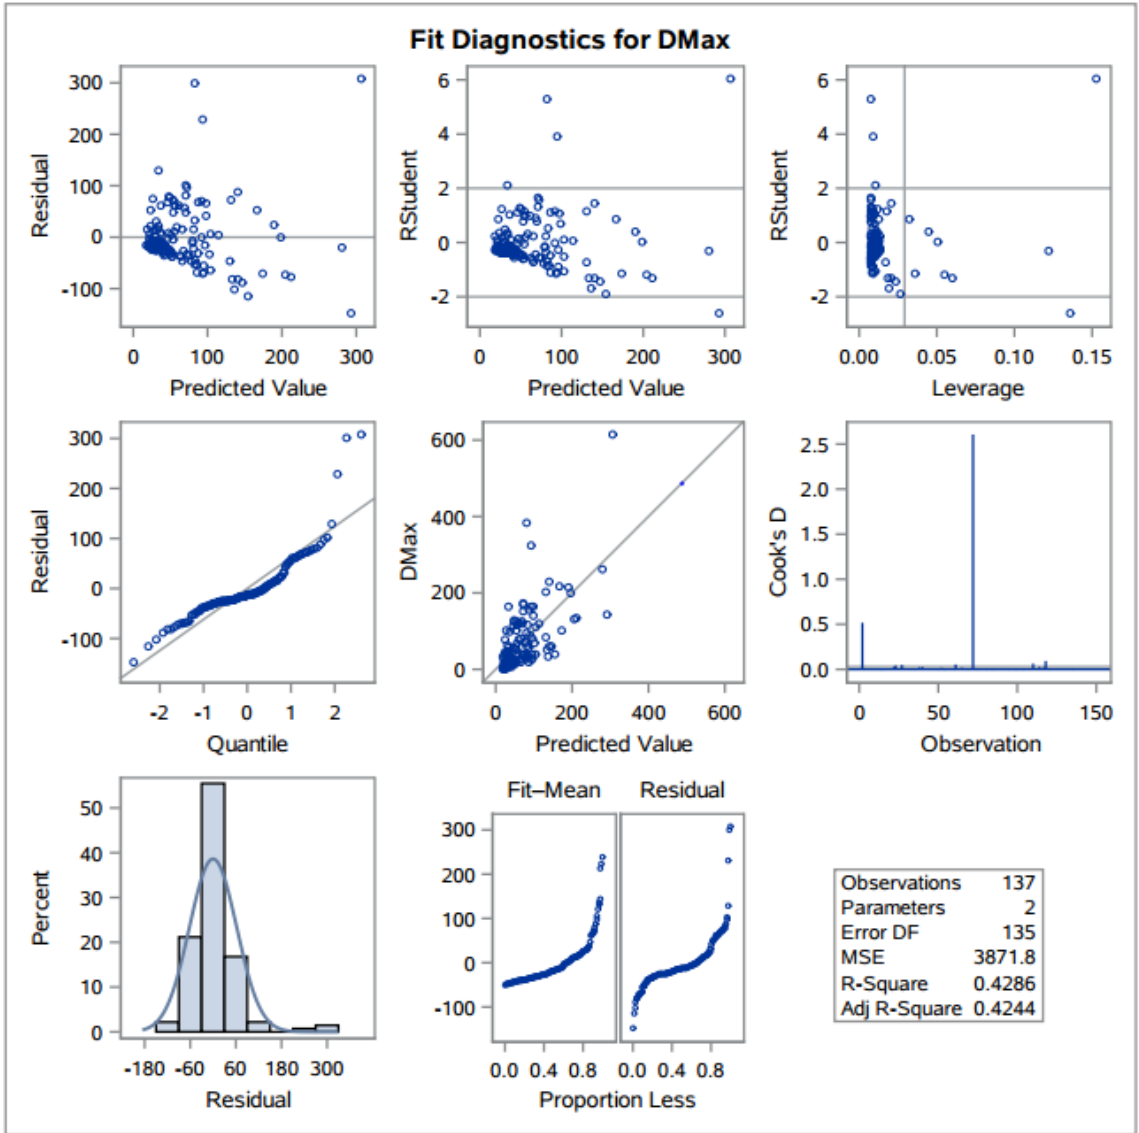 Fit Diagnostics for DMax
Residual
300
200
100
0
-100
0 100 200 300
Predicted Value
RStudent
6
4
2
0
-2
0 100 200 300
Predicted Value
RStudent
6
4
2
0
-2
0.00 0.05 0.10 0.15
Leverage
Residual
300
200
100
0
-100
-2 -1 0 1 2
Quantile
DMax
600
400
200
0
0 200 400 600
Predicted Value
Cook's D
2.5
2.0
1.5
1.0
0.5
0.0
0 50 100 150
Observation
Percent
50
40
30
20
10
0
-180 -60 60 180 300
Residual
Fit–Mean Residual
300
200
100
0
-100
0.0 0.4 0.8 0.0 0.4 0.8
Proportion Less
Observations 137
Parameters 2
Error DF 135
MSE 3871.8
R-Square 0.4286
Adj R-Square 0.4244